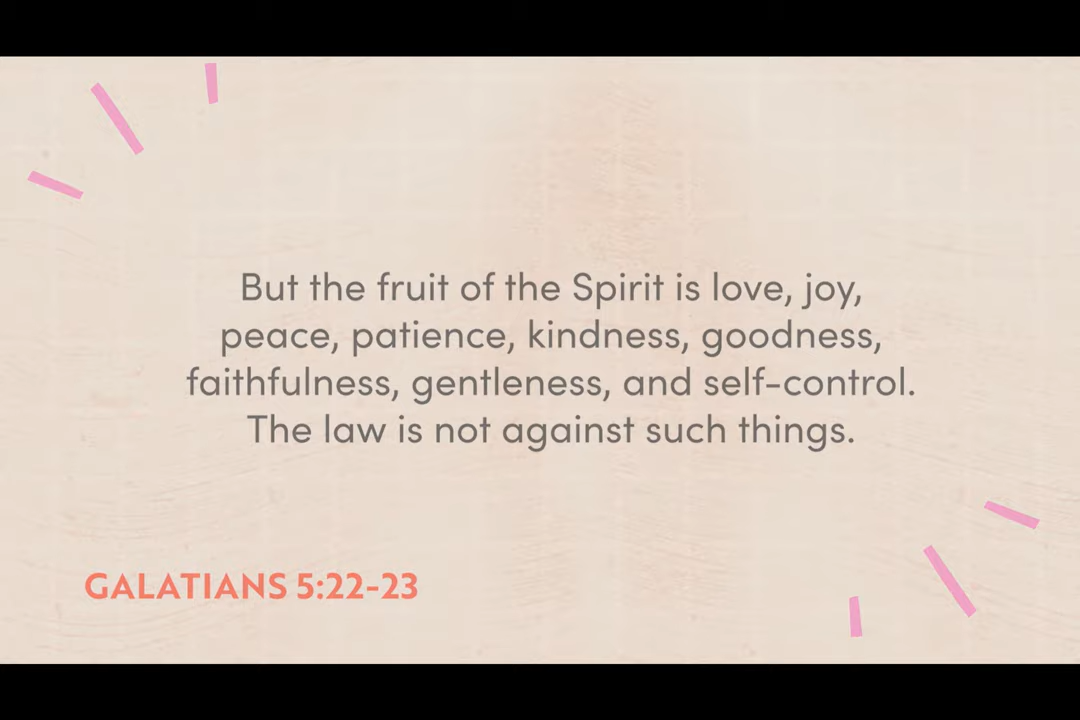 But the fruit of the Spirit is love, joy,
peace, patience, kindness, goodness,
faithfulness, gentleness, and self-control.
The law is not against such things.
GALATIANS 5:22-23